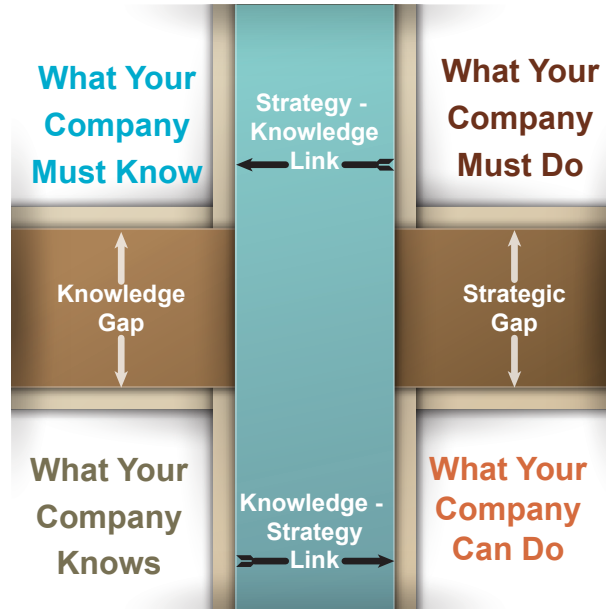 What Your
Company
Must Know
Strategy -
Knowledge
Link
What Your
Company
Must Do
Knowledge
Gap
Strategic
Gap
What Your
Company
Knows
Knowledge -
Strategy
Link
What Your
Company
Can Do